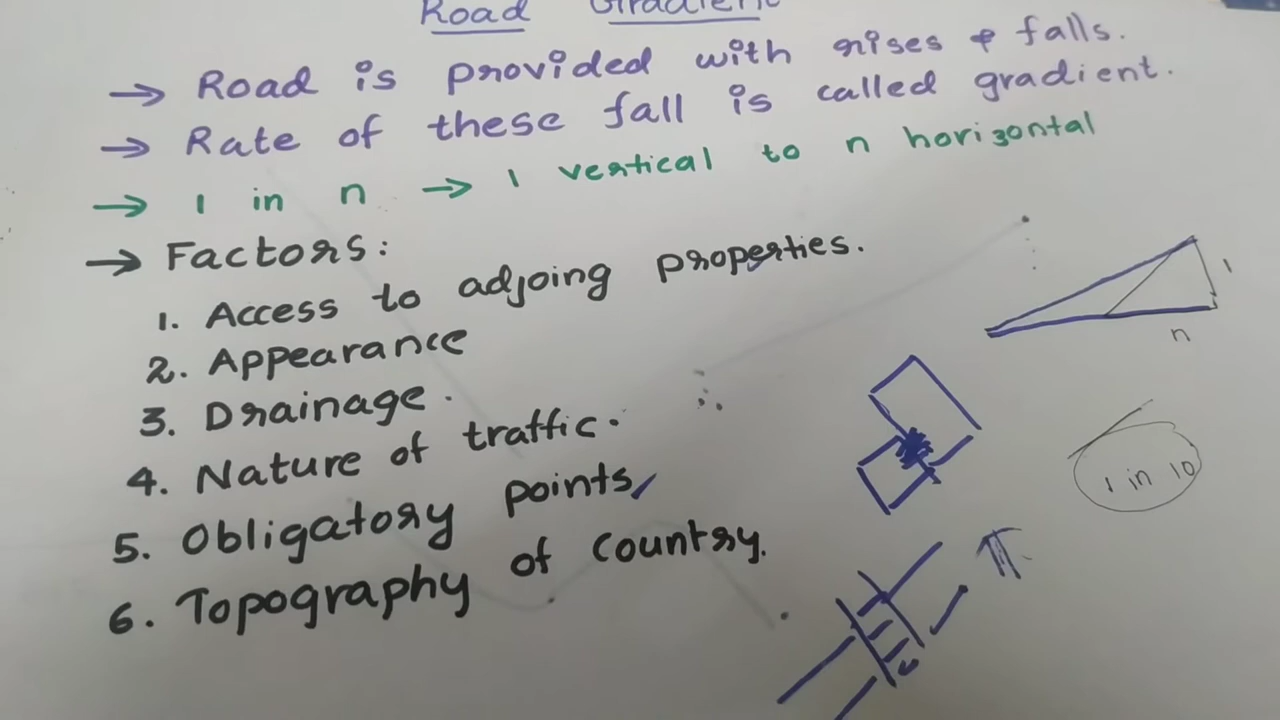 Road Gradient
→ Road is provided with rises & falls.
→ Rate of these fall is called gradient.
→ 1 in n → 1 vertical to n horizontal
→ Factors:
1. Access to adjoing properties.
2. Appearance
3. Drainage.
4. Nature of traffic.
5. Obligatory points
6. Topography of country.
1
n
1 in 10